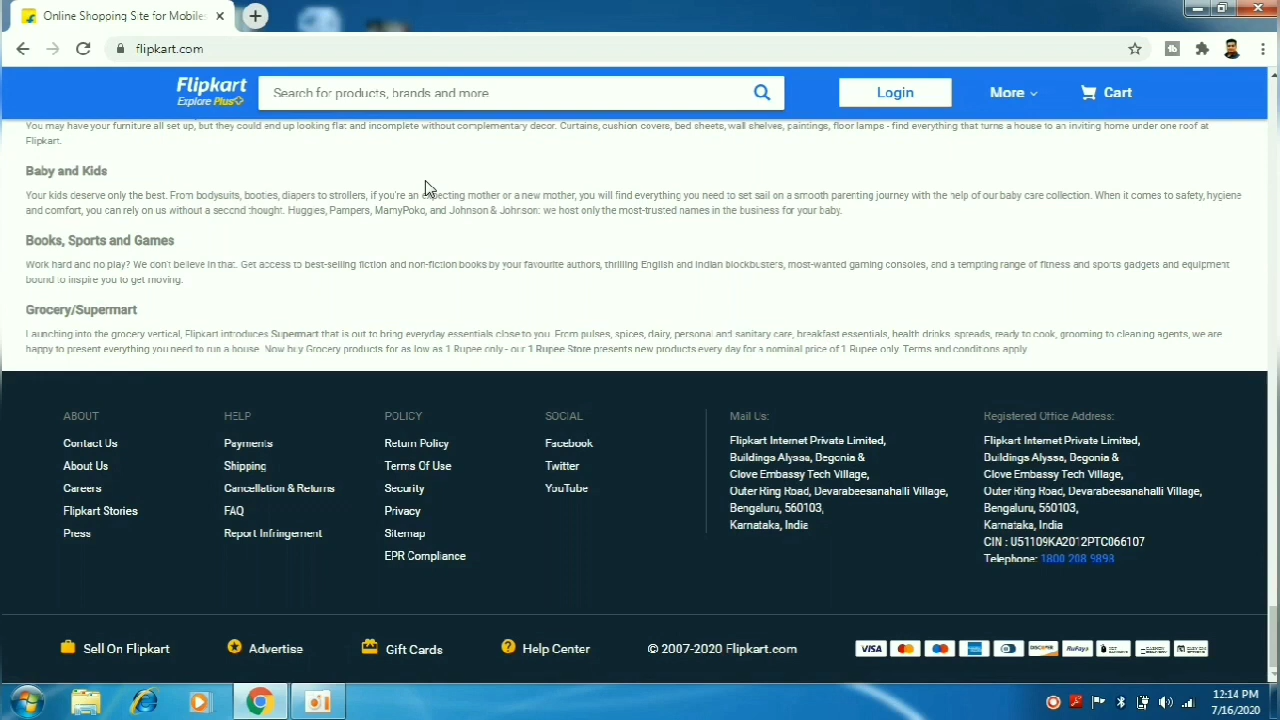 Online Shopping Site for Mobiles
flipkart.com
Flipkart
Explore Plus
Search for products, brands and more
Login
More
Cart
You may have your furniture all set up, but they could end up looking flat and incomplete without complementary decor. Curtains, cushion covers, bed sheets, wall shelves, paintings, floor lamps - find everything that turns a house to an inviting home under one roof at
Flipkart.
Baby and Kids
Your kids deserve only the best. From bodysuits, booties, diapers to strollers, if you're an expecting mother or a new mother, you will find everything you need to set sail on a smooth parenting journey with the help of our baby care collection. When it comes to safety, hygiene
and comfort, you can rely on us without a second thought. Huggies, Pampers, MamyPoko, and Johnson & Johnson: we host only the most-trusted names in the business for your baby.
Books, Sports and Games
Work hard and no play? We don't believe in that. Get access to best-selling fiction and non-fiction books by your favourite authors, thrilling English and Indian blockbusters, most-wanted gaming consoles, and a tempting range of fitness and sports gadgets and equipment
bound to inspire you to get moving.
Grocery/Supermart
Launching into the grocery vertical, Flipkart introduces Supermart that is out to bring everyday essentials close to you. From pulses, spices, dairy, personal and sanitary care, breakfast essentials, health drinks, spreads, ready to cook, grooming to cleaning agents, we are
happy to present everything you need to run a house. Now buy Grocery products for as low as 1 Rupee only - our 1 Rupee Store presents new products every day for a nominal price of 1 Rupee only. Terms and conditions apply.
ABOUT
Contact Us
About Us
Careers
Flipkart Stories
Press
HELP
Payments
Shipping
Cancellation & Returns
FAQ
Report Infringement
POLICY
Return Policy
Terms Of Use
Security
Privacy
Sitemap
EPR Compliance
SOCIAL
Facebook
Twitter
YouTube
Mail Us:
Flipkart Internet Private Limited,
Buildings Alyssa, Begonia &
Clove Embassy Tech Village,
Outer Ring Road, Devarabeesanahalli Village,
Bengaluru, 560103,
Karnataka, India
Registered Office Address:
Flipkart Internet Private Limited,
Buildings Alyssa, Begonia &
Clove Embassy Tech Village,
Outer Ring Road, Devarabeesanahalli Village,
Bengaluru, 560103,
Karnataka, India
CIN : U51109KA2012PTC066107
Telephone: 1800 208 9898
Sell On Flipkart
Advertise
Gift Cards
Help Center
© 2007-2020 Flipkart.com
VISA
DISCOVER
RuPay
12:14 PM
7/16/2020